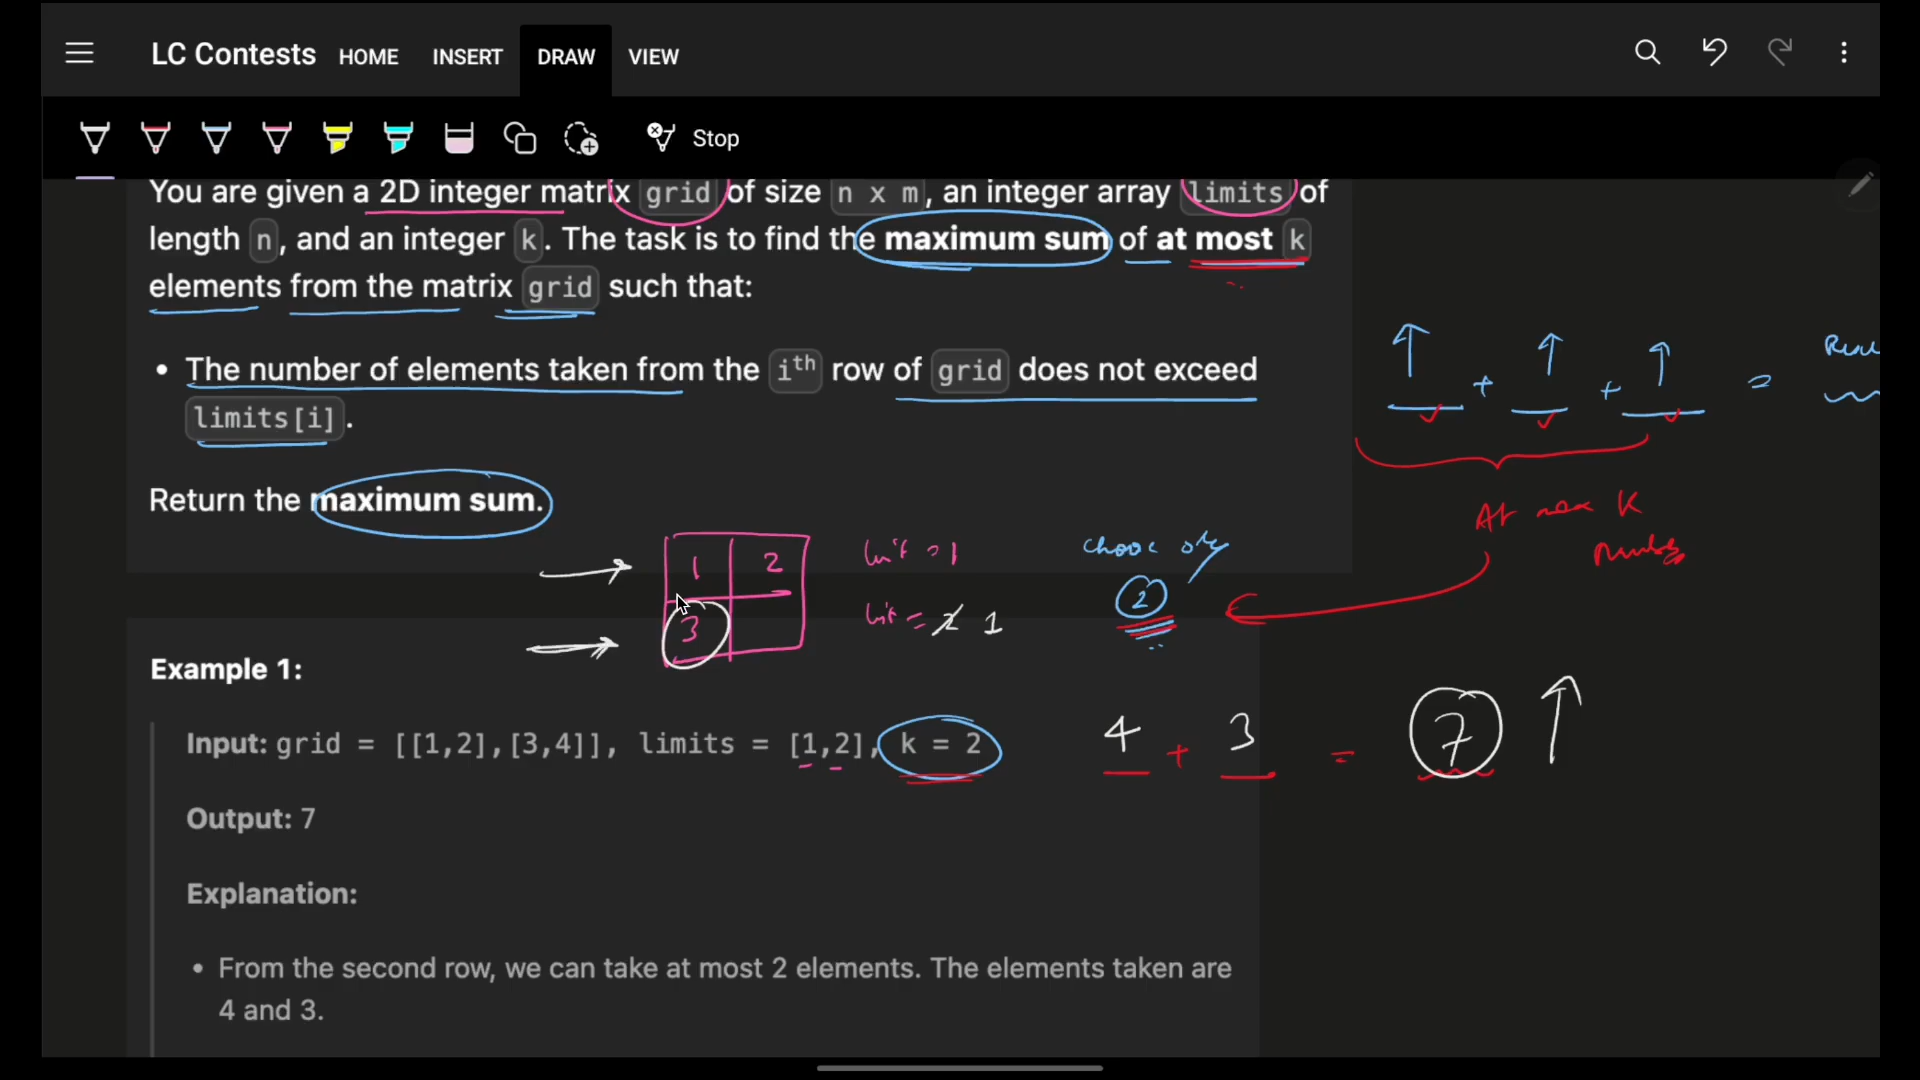 LC Contests HOME INSERT DRAW VIEW
Stop
You are given a 2D integer matrix grid of size n x m, an integer array limits of
length n, and an integer k. The task is to find the maximum sum of at most k
elements from the matrix grid such that:
• The number of elements taken from the ith row of grid does not exceed
limits[i].
+ + =
Return the maximum sum.
At max K
1 2 limit = 1 choose only
3 limit = 2 1 2
Example 1:
Input: grid = [[1,2],[3,4]], limits = [1,2], k = 2
4 + 3 = 7
Output: 7
Explanation:
• From the second row, we can take at most 2 elements. The elements taken are
4 and 3.